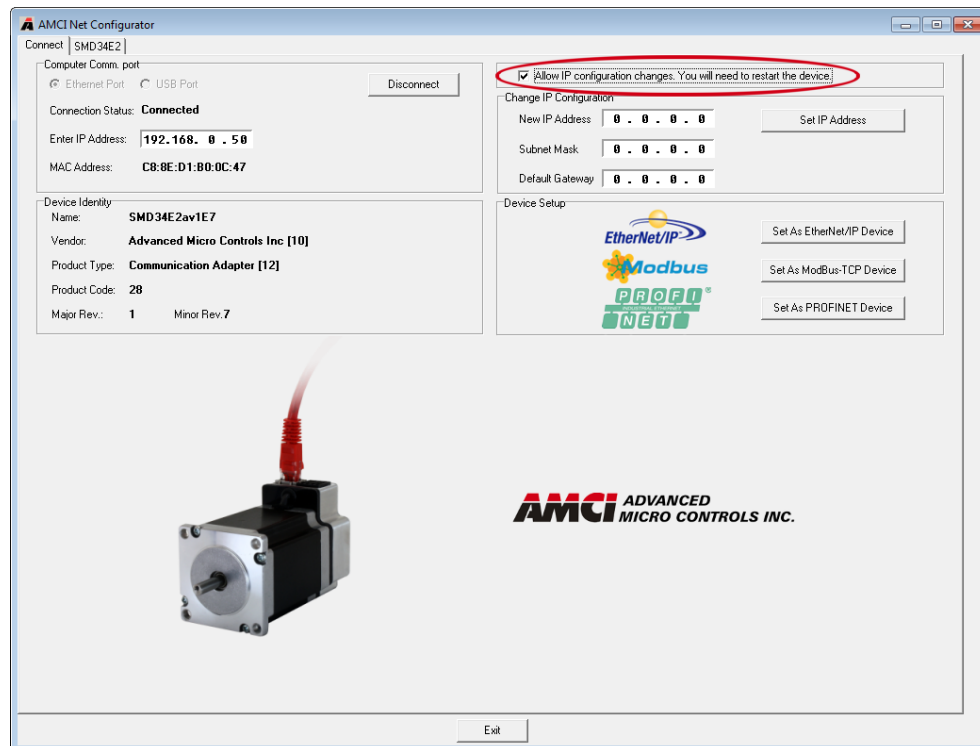 AMCI Net Configurator
Connect
SMD34E2
Computer Comm. port
Ethernet Port
USB Port
Disconnect
Connection Status: Connected
Enter IP Address: 192.168. 0 . 50
MAC Address: C8:8E:D1:B0:0C:47
Device Identity
Name: SMD34E2av1E7
Vendor: Advanced Micro Controls Inc [10]
Product Type: Communication Adapter [12]
Product Code: 28
Major Rev.: 1 Minor Rev. 7
Allow IP configuration changes. You will need to restart the device.
Change IP Configuration
New IP Address 0 . 0 . 0 . 0
Set IP Address
Subnet Mask 0 . 0 . 0 . 0
Default Gateway 0 . 0 . 0 . 0
Device Setup
EtherNet/IP
Set As EtherNet/IP Device
Modbus
Set As ModBus-TCP Device
PROFI®
INDUSTRIAL ETHERNET
NET
Set As PROFINET Device
AMCI ADVANCED
MICRO CONTROLS INC.
Exit